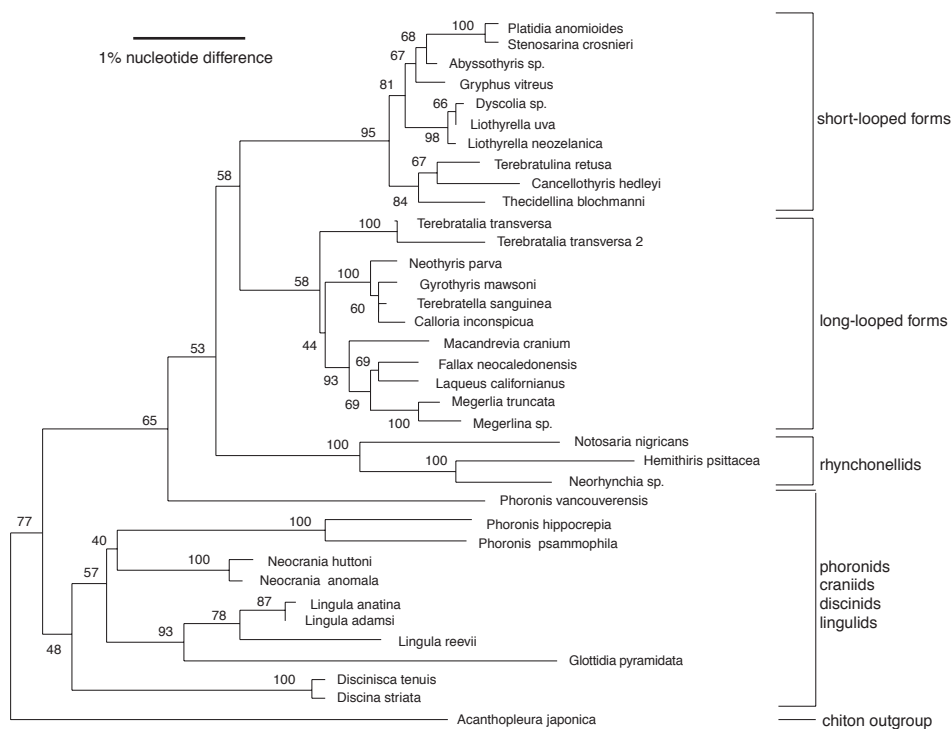 100
Platidia anomioides
68
Stenosarina crosnieri
1% nucleotide difference
67
Abyssothyris sp.
81
Gryphus vitreus
66
Dyscolia sp.
short-looped forms
Liothyrella uva
95
98
Liothyrella neozelanica
67
Terebratulina retusa
58
Cancellothyris hedleyi
84
Thecidellina blochmanni
100
Terebratalia transversa
Terebratalia transversa 2
Neothyris parva
100
58
Gyrothyris mawsoni
60
Terebratella sanguinea
Calloria inconspicua
long-looped forms
44
Macandrevia cranium
53
69
Fallax neocaledonensis
93
Laqueus californianus
69
Megerlia truncata
100
Megerlina sp.
65
100
Notosaria nigricans
100
Hemithiris psittacea
rhynchonellids
Neorhynchia sp.
Phoronis vancouverensis
77
100
Phoronis hippocrepia
40
Phoronis psammophila
100
Neocrania huttoni
phoronids
57
Neocrania anomala
craniids
87
Lingula anatina
discinids
78
Lingula adamsi
lingulids
93
Lingula reevii
48
Glottidia pyramidata
100
Discinisca tenuis
Discina striata
Acanthopleura japonica
chiton outgroup